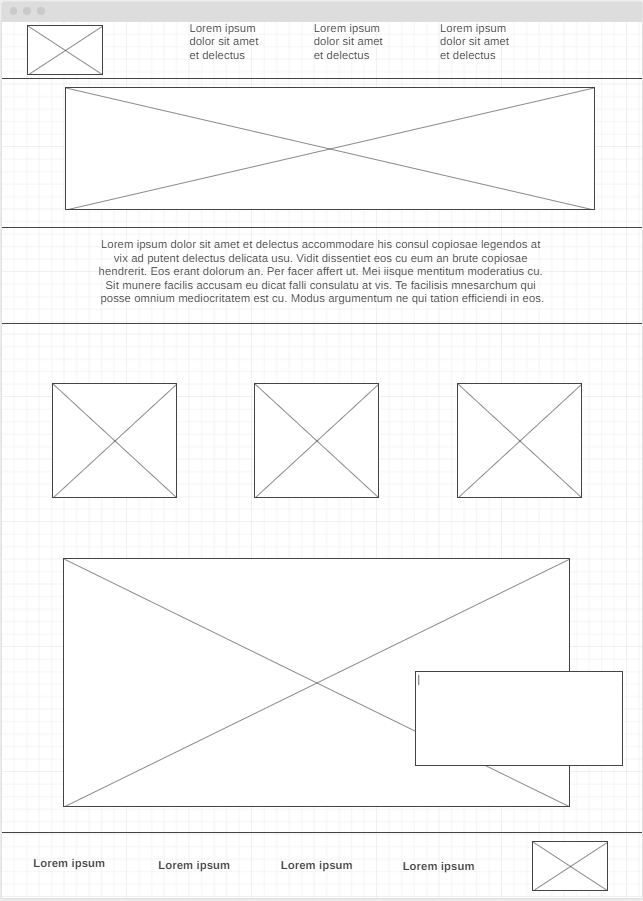 Lorem ipsum
dolor sit amet
et delectus
Lorem ipsum
dolor sit amet
et delectus
Lorem ipsum
dolor sit amet
et delectus
Lorem ipsum dolor sit amet et delectus accommodare his consul copiosae legendos at
vix ad putent delectus delicata usu. Vidit dissentiet eos cu eum an brute copiosae
hendrerit. Eos erant dolorum an. Per facer affert ut. Mei iisque mentitum moderatius cu.
Sit munere facilis accusam eu dicat falli consulatu at vis. Te facilisis mnesarchum qui
posse omnium mediocritatem est cu. Modus argumentum ne qui tation efficiendi in eos.
Lorem ipsum
Lorem ipsum
Lorem ipsum
Lorem ipsum